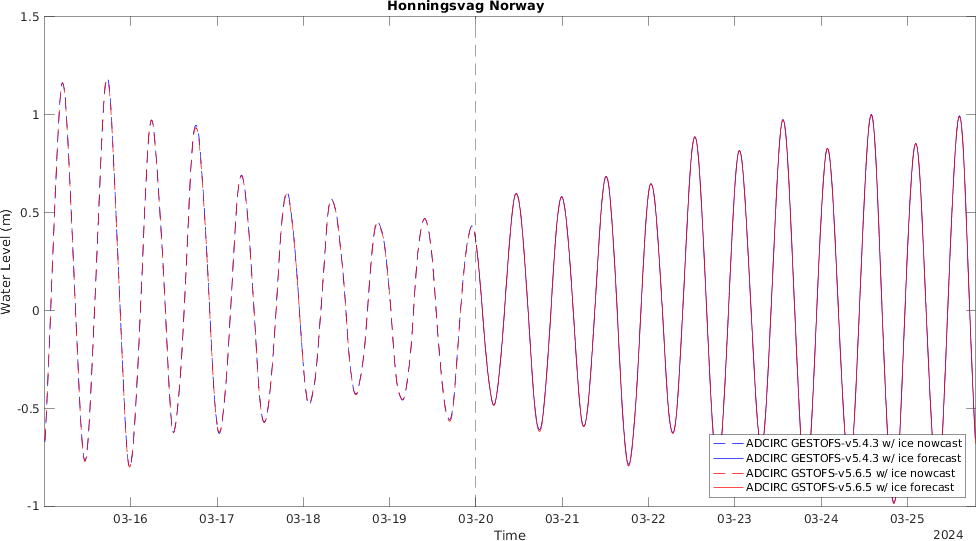 Honningsvag Norway
1.5
1
0.5
0
-0.5
-1
Water Level (m)
ADCIRC GESTOFS-v5.4.3 w/ ice nowcast
ADCIRC GESTOFS-v5.4.3 w/ ice forecast
ADCIRC GSTOFS-v5.6.5 w/ ice nowcast
ADCIRC GSTOFS-v5.6.5 w/ ice forecast
03-16 03-17 03-18 03-19 03-20 03-21 03-22 03-23 03-24 03-25
Time
2024